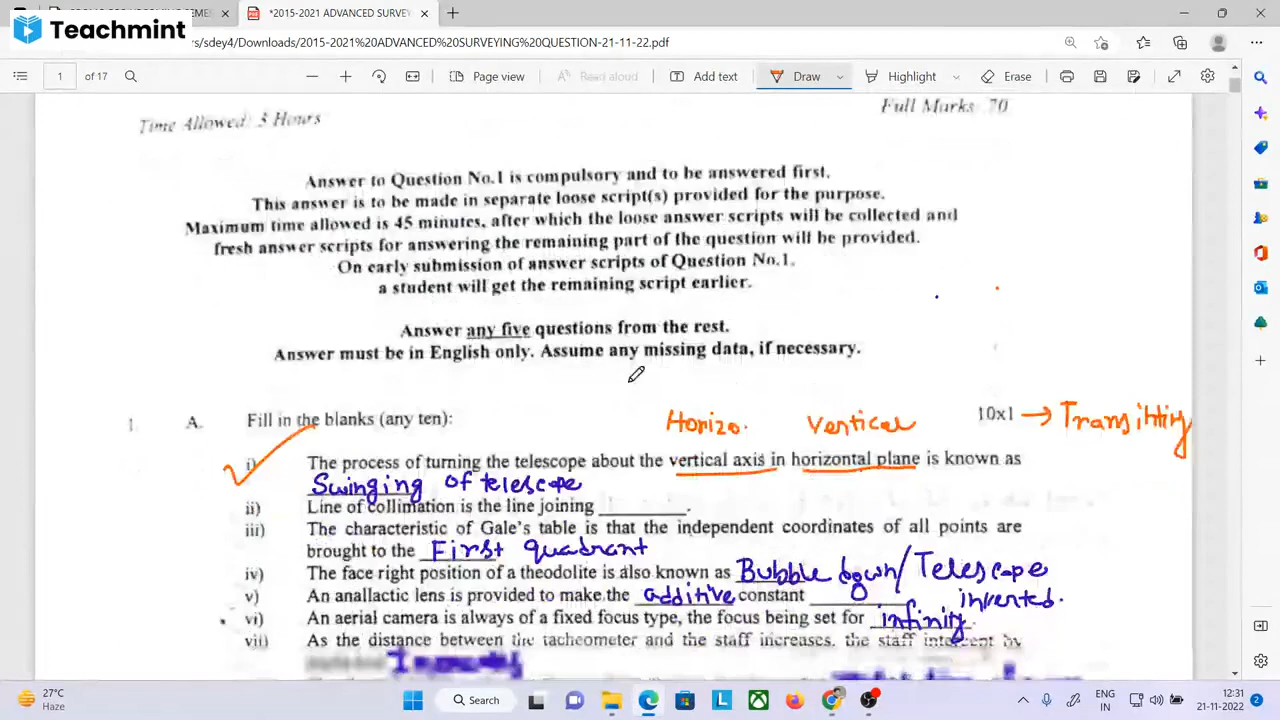 *2015-2021 ADVANCED SURVEY
Teachmint
rs/sdey4/Downloads/2015-2021%20ADVANCED%20SURVEYING%20QUESTION-21-11-22.pdf
1 of 17 Page view Read aloud Add text Draw Highlight Erase
Time Allowed: 3 Hours Full Marks 70
Answer to Question No.1 is compulsory and to be answered first.
This answer is to be made in separate loose script(s) provided for the purpose.
Maximum time allowed is 45 minutes, after which the loose answer scripts will be collected and
fresh answer scripts for answering the remaining part of the question will be provided.
On early submission of answer scripts of Question No.1.
a student will get the remaining script earlier.
Answer any five questions from the rest.
Answer must be in English only. Assume any missing data, if necessary.
1 A. Fill in the blanks (any ten): Horizo. Vertical 10x1 → Transitting
i) The process of turning the telescope about the vertical axis in horizontal plane is known as
Swinging of telescope
ii) Line of collimation is the line joining ________.
iii) The characteristic of Gale's table is that the independent coordinates of all points are
brought to the First quadrant
iv) The face right position of a theodolite is also known as Bubble down/Telescope
inverted.
v) An anallactic lens is provided to make the additive constant 0
vi) An aerial camera is always of a fixed focus type, the focus being set for infinity.
vii) As the distance between the tacheometer and the staff increases, the staff intercept by
27°C
Haze
Search
ENG
IN
12:31
21-11-2022
2